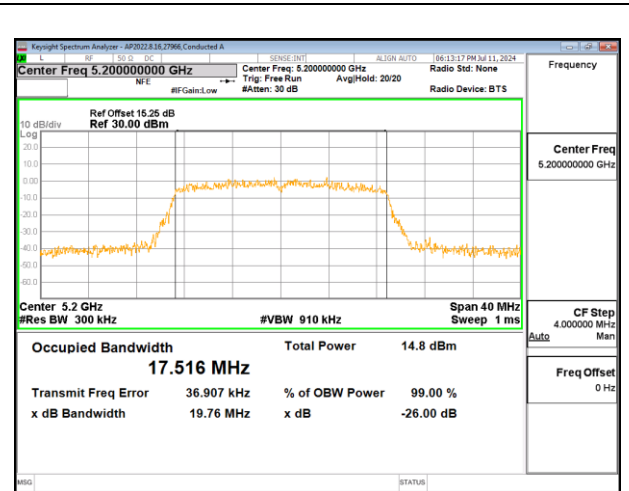 Keysight Spectrum Analyzer - AP2022.8.16,27966,Conducted A
L RF 50 Ω DC SENSE:INT ALIGN AUTO 06:13:17 PM Jul 11, 2024
Center Freq 5.200000000 GHz
NFE
#IFGain:Low
Center Freq: 5.200000000 GHz
Trig: Free Run Avg|Hold: 20/20
#Atten: 30 dB
Radio Std: None
Radio Device: BTS
Frequency
Ref Offset 15.25 dB
10 dB/div Ref 30.00 dBm
Log
20.0
10.0
0.00
-10.0
-20.0
-30.0
-40.0
-50.0
-60.0
Center 5.2 GHz Span 40 MHz
#Res BW 300 kHz #VBW 910 kHz Sweep 1 ms
Occupied Bandwidth Total Power 14.8 dBm
17.516 MHz
Transmit Freq Error 36.907 kHz % of OBW Power 99.00 %
x dB Bandwidth 19.76 MHz x dB -26.00 dB
Center Freq
5.200000000 GHz
CF Step
4.000000 MHz
Auto Man
Freq Offset
0 Hz
MSG STATUS